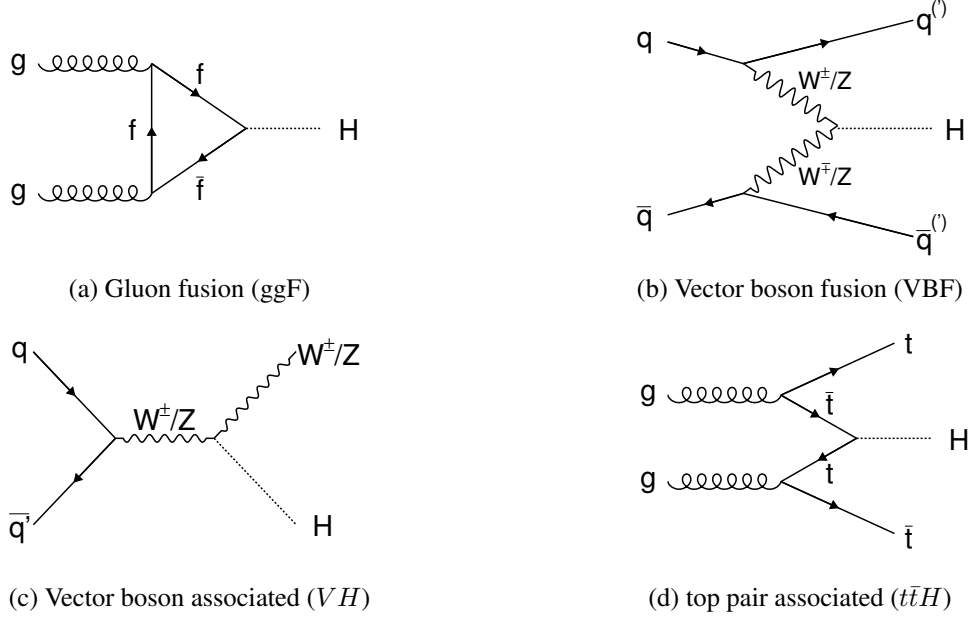 g
f
f
H
g
f̄
(a) Gluon fusion (ggF)
q
q(')
W±/Z
H
W∓/Z
q̄
q̄(')
(b) Vector boson fusion (VBF)
q
W±/Z
W±/Z
q̄'
H
(c) Vector boson associated (VH)
t
g
t̄
H
g
t
t̄
(d) top pair associated (tt̄H)